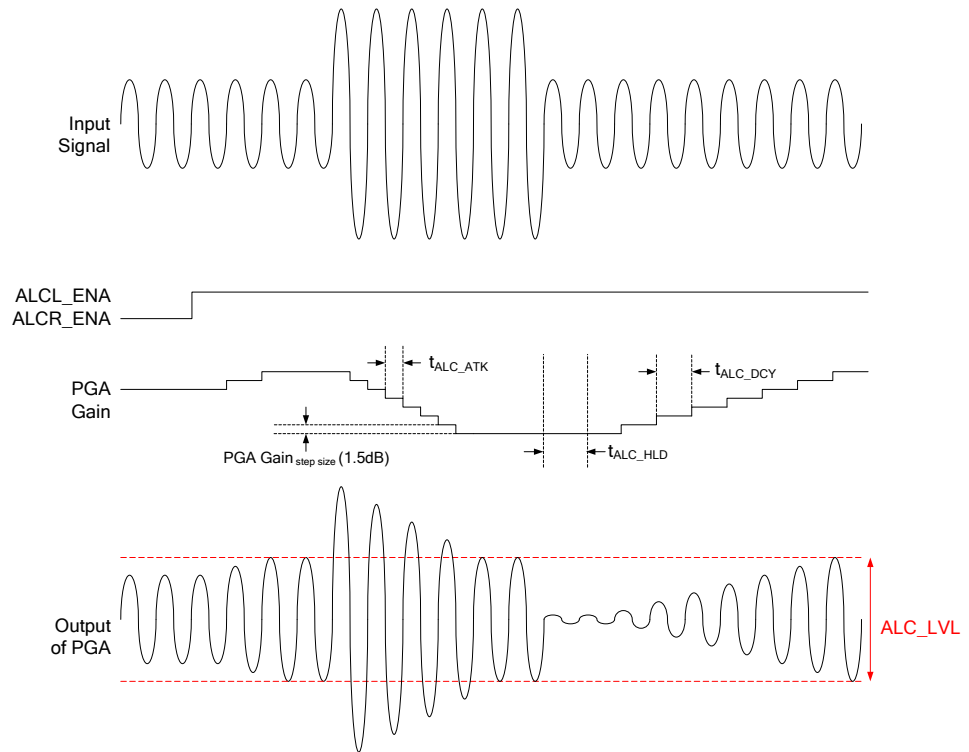 Input
Signal
ALCL_ENA
ALCR_ENA
PGA
Gain
tALC_ATK
tALC_DCY
PGA Gain step size (1.5dB)
tALC_HLD
Output
of PGA
ALC_LVL